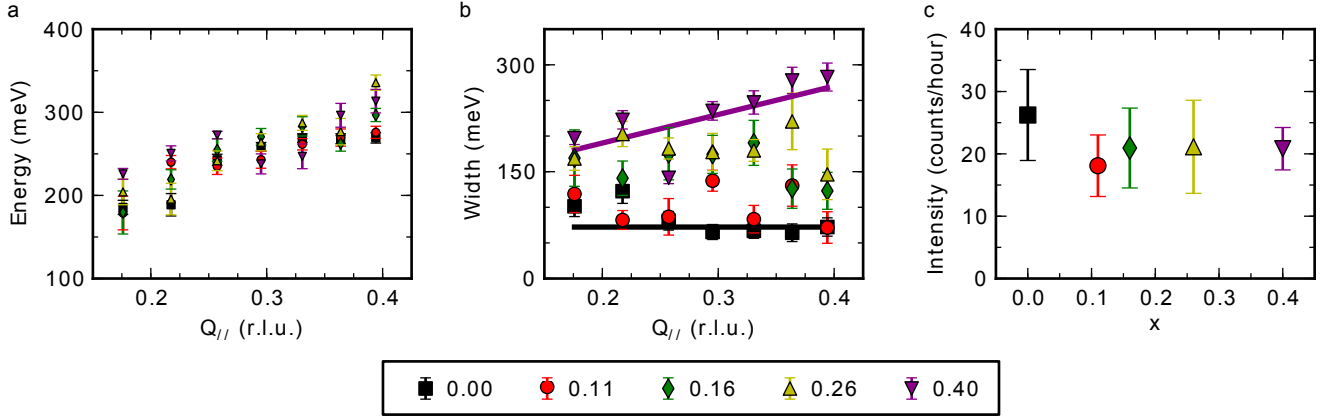 a
b
c
400
300
200
100
Energy (meV)
0.2
0.3
0.4
Q// (r.l.u.)
300
150
0
Width (meV)
0.2
0.3
0.4
Q// (r.l.u.)
40
30
20
10
0
Intensity (counts/hour)
0.0
0.1
0.2
0.3
0.4
x
0.00 0.11 0.16 0.26 0.40